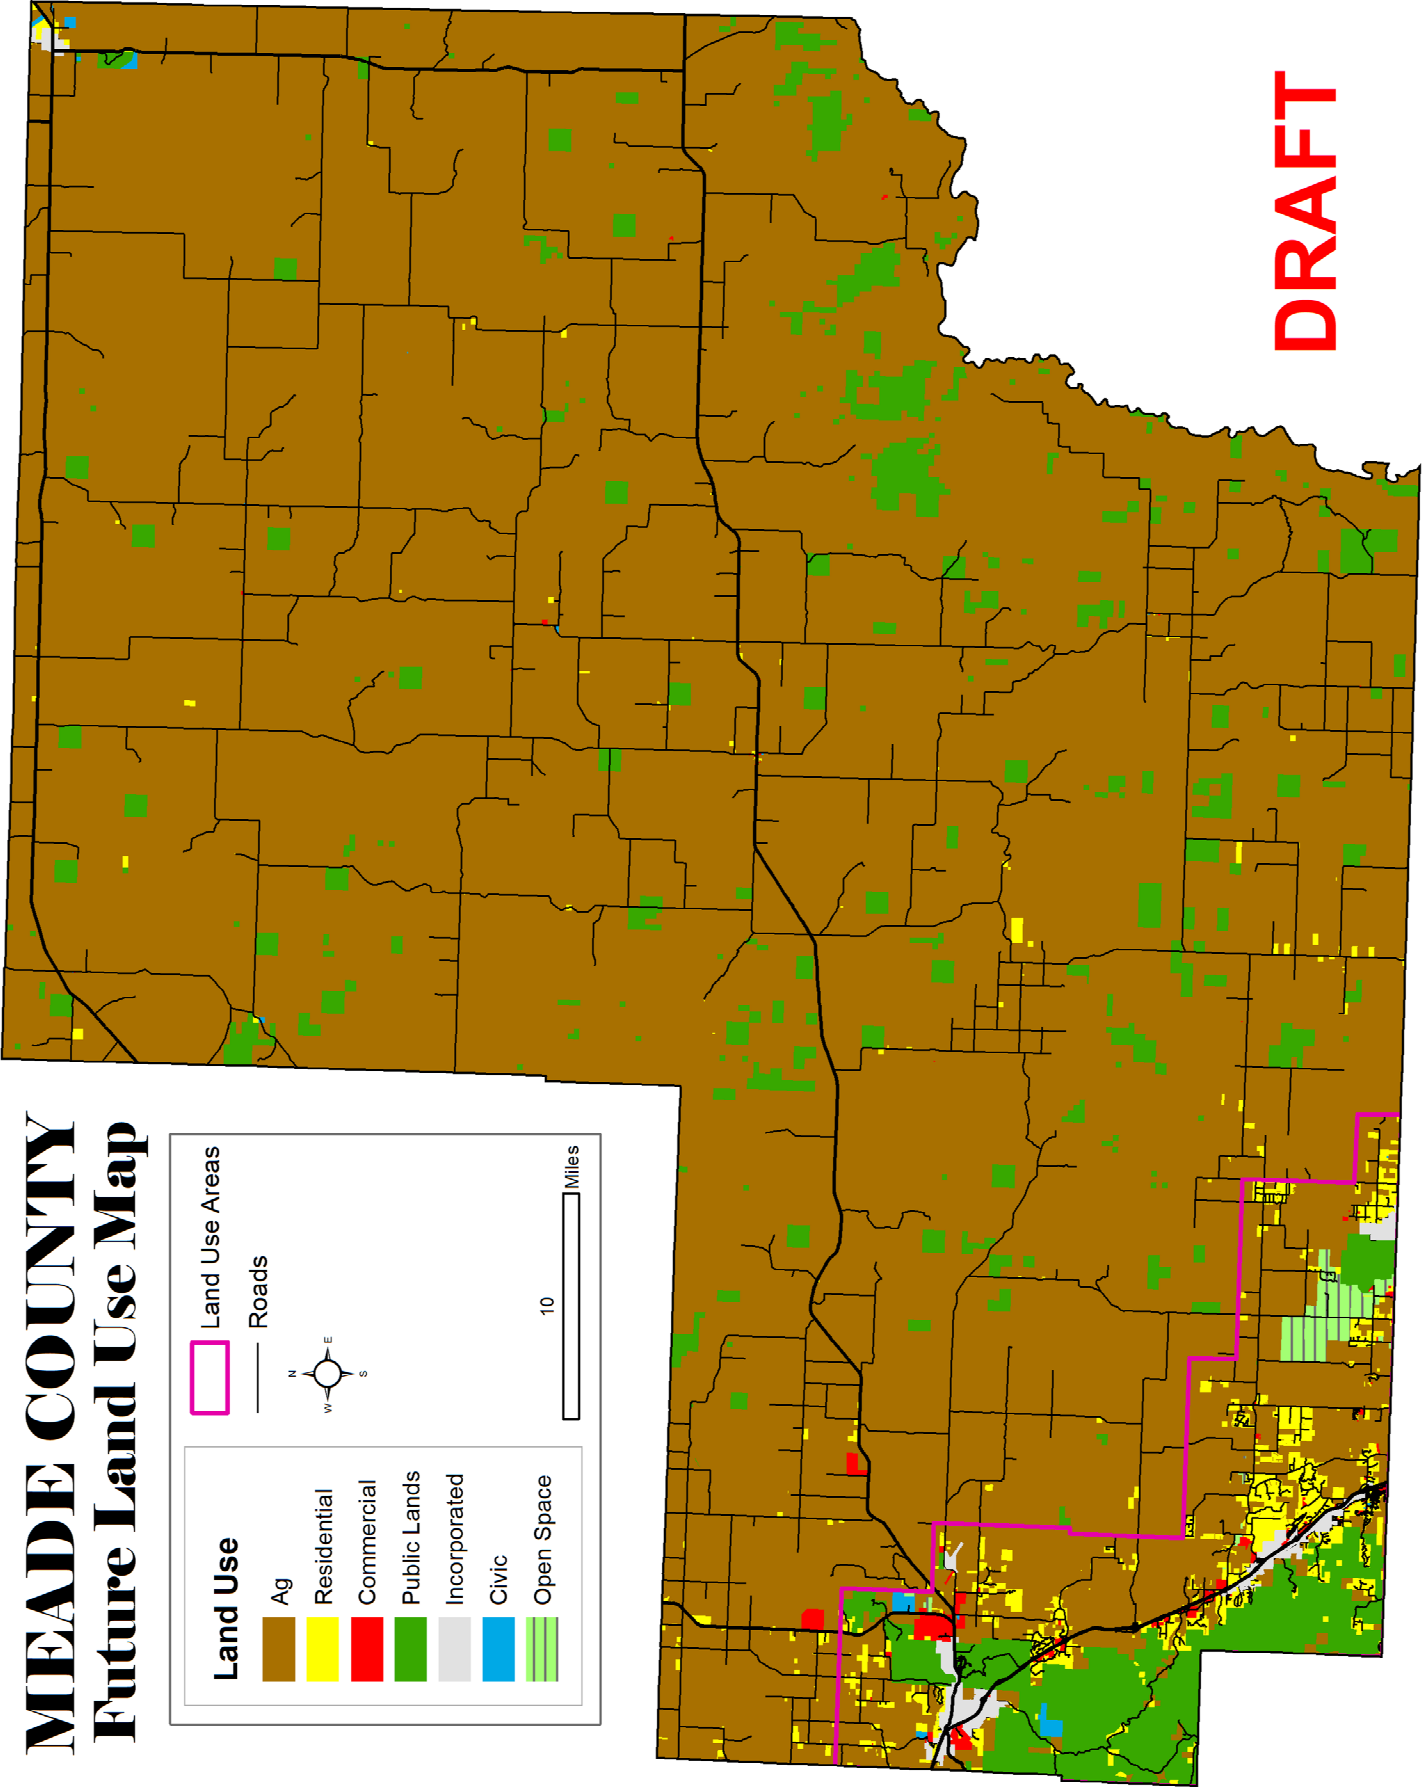 MEADE COUNTY
Future Land Use Map
Land Use
Ag
Residential
Commercial
Public Lands
Incorporated
Civic
Open Space
Land Use Areas
Roads
N
W
E
S
10
Miles
DRAFT